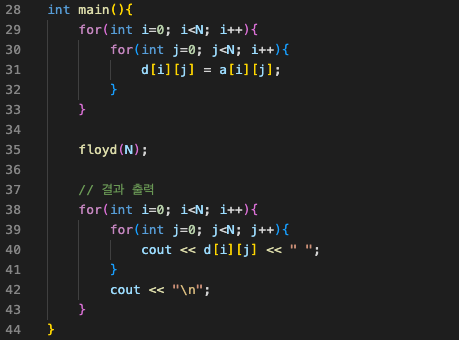 28 int main(){
29     for(int i=0; i<N; i++){
30         for(int j=0; j<N; i++){
31             d[i][j] = a[i][j];
32         }
33     }
34
35     floyd(N);
36
37     // 결과 출력
38     for(int i=0; i<N; i++){
39         for(int j=0; j<N; j++){
40             cout << d[i][j] << " ";
41         }
42         cout << "\n";
43     }
44 }